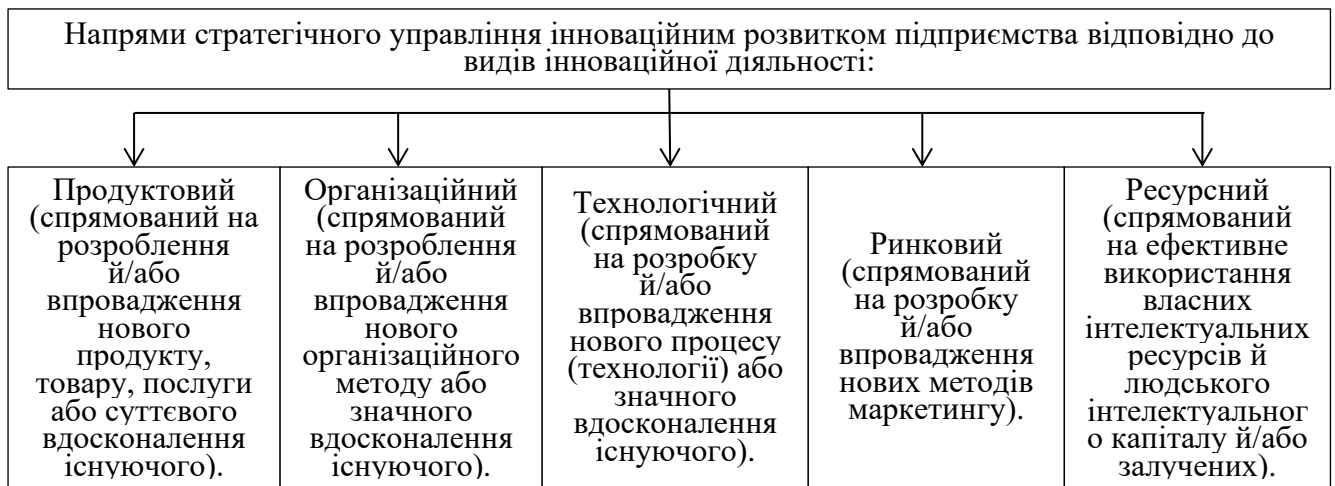 Напрями стратегічного управління інноваційним розвитком підприємства відповідно до
видів інноваційної діяльності:
Продуктовий
(спрямований на
розроблення
й/або
впровадження
нового
продукту,
товару, послуги
або суттєвого
вдосконалення
існуючого).
Організаційний
(спрямований
на розроблення
й/або
впровадження
нового
організаційного
методу або
значного
вдосконалення
існуючого).
Технологічний
(спрямований
на розробку
й/або
впровадження
нового процесу
(технології) або
значного
вдосконалення
існуючого).
Ринковий
(спрямований
на розробку
й/або
впровадження
нових методів
маркетингу).
Ресурсний
(спрямований
на ефективне
використання
власних
інтелектуальних
ресурсів й
людського
інтелектуальног
о капіталу й/або
залучених).